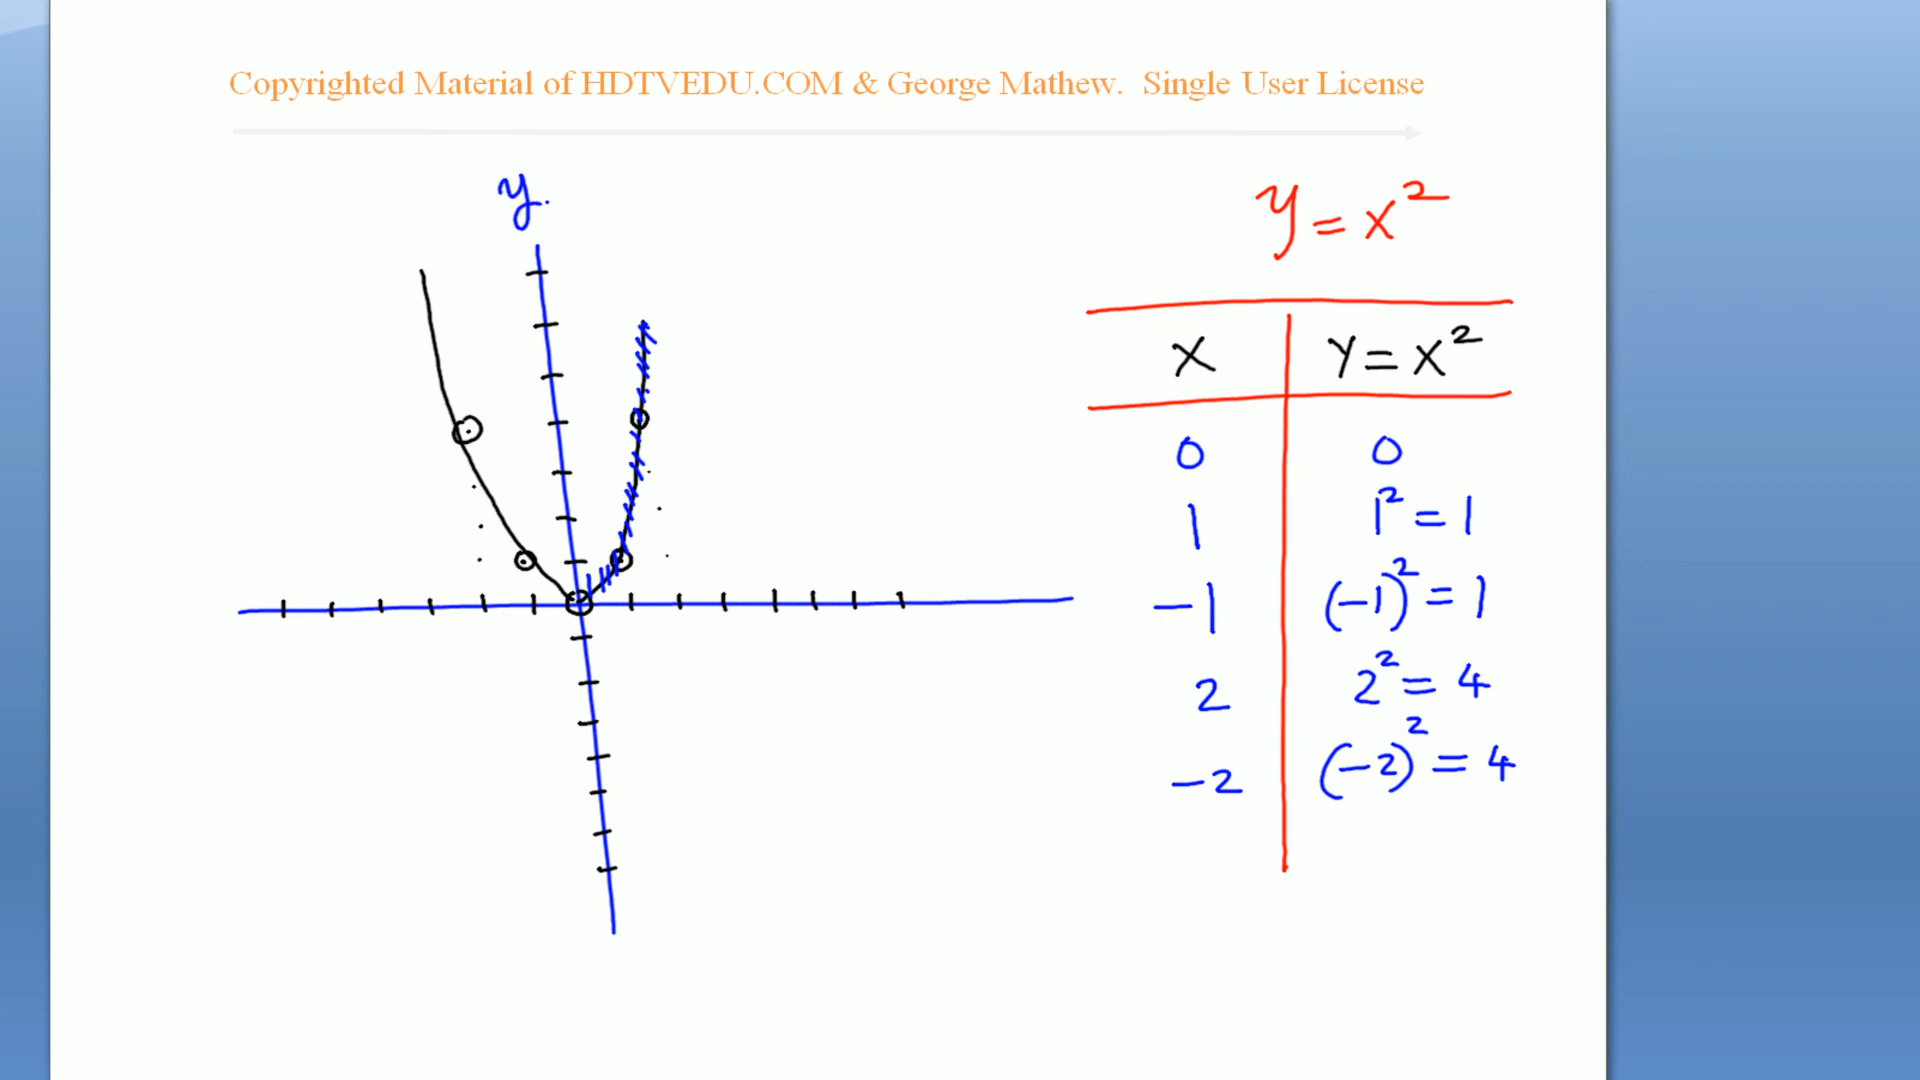 Copyrighted Material of HDTVEDU.COM & George Mathew.  Single User License
y
y = x²
x y = x²
0 0
1 1² = 1
-1 (-1)² = 1
2 2² = 4
-2 (-2)² = 4